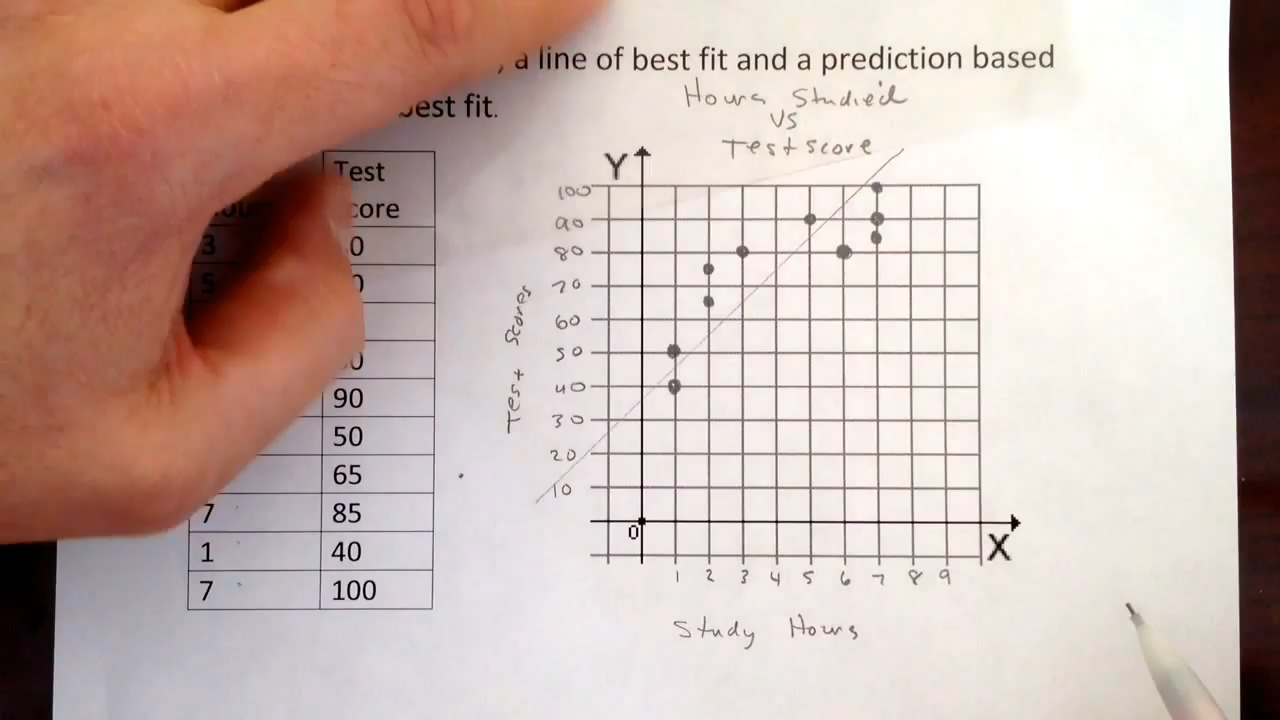 , a line of best fit and a prediction based
best fit.
Hours Studied
vs
Test score
Test
3
5
90
50
65
7 85
1 40
7 100
Y
100
90
80
70
60
50
40
30
20
10
0
X
1 2 3 4 5 6 7 8 9
Test Scores
Study Hours